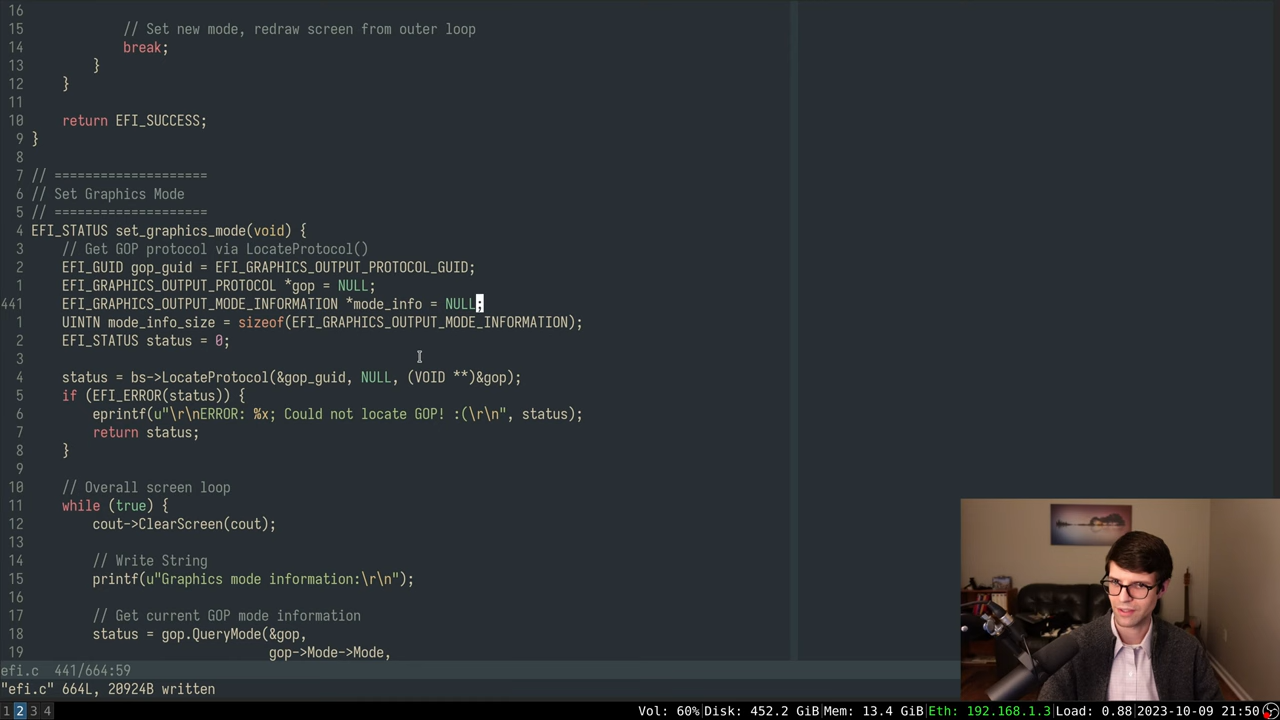 16
15 // Set new mode, redraw screen from outer loop
14 break;
13 }
12 }
11
10 return EFI_SUCCESS;
9 }
8
7 // ====================
6 // Set Graphics Mode
5 // ====================
4 EFI_STATUS set_graphics_mode(void) {
3 // Get GOP protocol via LocateProtocol()
2 EFI_GUID gop_guid = EFI_GRAPHICS_OUTPUT_PROTOCOL_GUID;
1 EFI_GRAPHICS_OUTPUT_PROTOCOL *gop = NULL;
441 EFI_GRAPHICS_OUTPUT_MODE_INFORMATION *mode_info = NULL;
1 UINTN mode_info_size = sizeof(EFI_GRAPHICS_OUTPUT_MODE_INFORMATION);
2 EFI_STATUS status = 0;
3
4 status = bs->LocateProtocol(&gop_guid, NULL, (VOID **)&gop);
5 if (EFI_ERROR(status)) {
6 eprintf(u"\r\nERROR: %x; Could not locate GOP! :(\r\n", status);
7 return status;
8 }
9
10 // Overall screen loop
11 while (true) {
12 cout->ClearScreen(cout);
13
14 // Write String
15 printf(u"Graphics mode information:\r\n");
16
17 // Get current GOP mode information
18 status = gop.QueryMode(&gop,
19 gop->Mode->Mode,
efi.c 441/664:59
"efi.c" 664L, 20924B written
1 2 3 4 Vol: 60%|Disk: 452.2 GiB|Mem: 13.4 GiB|Eth: 192.168.1.3|Load: 0.88|2023-10-09 21:50